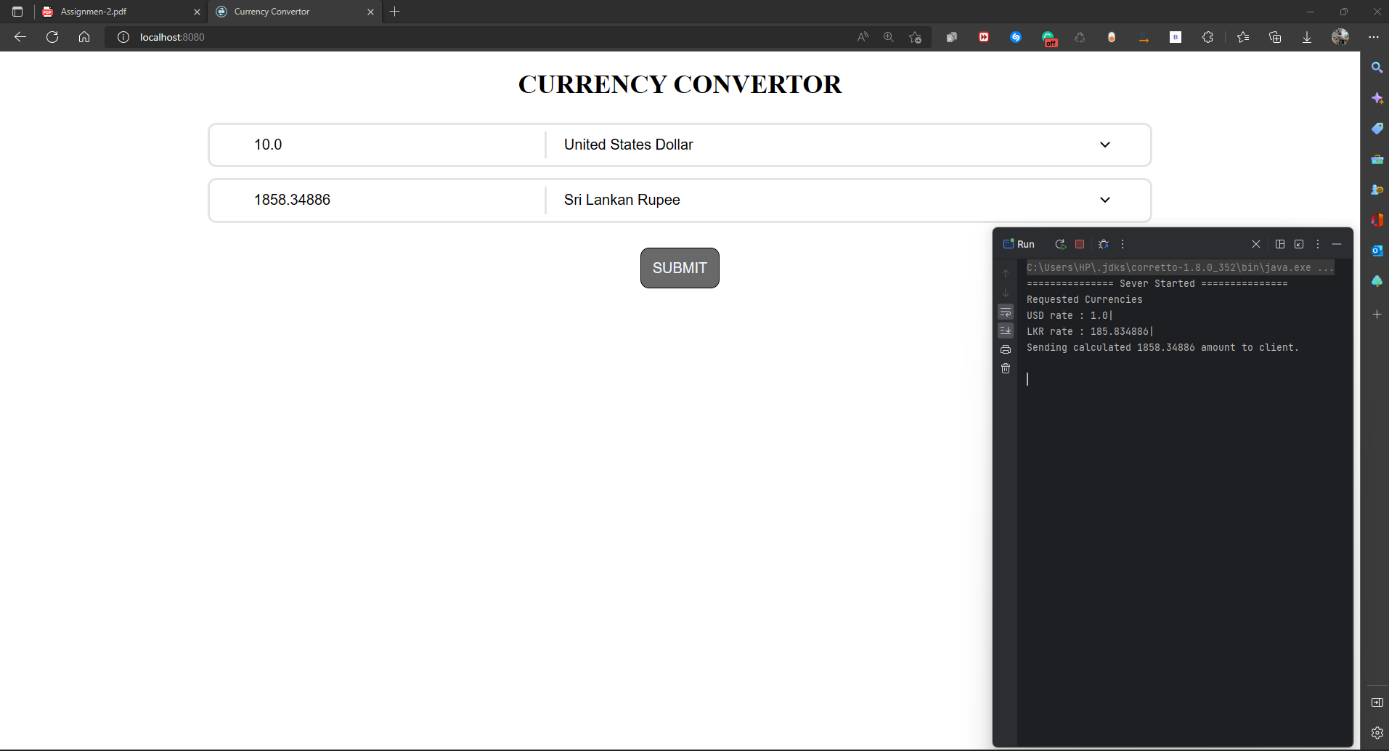 Assignmen-2.pdf
Currency Convertor
localhost:8080
off
CURRENCY CONVERTOR
10.0 United States Dollar
1858.34886 Sri Lankan Rupee
SUBMIT
Run
C:\Users\HP\.jdks\corretto-1.8.0_352\bin\java.exe ...
=============== Sever Started ===============
Requested Currencies
USD rate : 1.0|
LKR rate : 185.834886|
Sending calculated 1858.34886 amount to client.